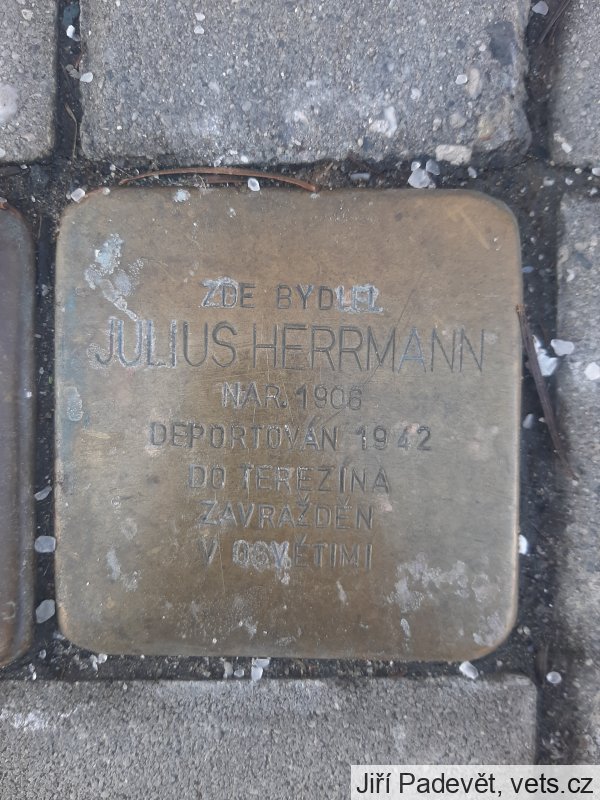 ZDE BYDLEL
JULIUS HERRMANN
NAR. 1906
DEPORTOVÁN 1942
DO TEREZÍNA
ZAVRAŽDĚN
V OSVĚTIMI
Jiří Padevět, vets.cz